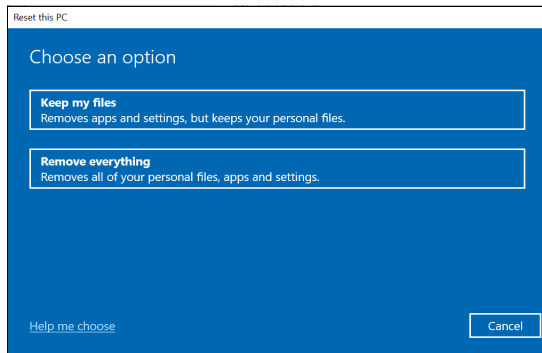 Reset this PC
Choose an option
Keep my files
Removes apps and settings, but keeps your personal files.
Remove everything
Removes all of your personal files, apps and settings.
Help me choose
Cancel